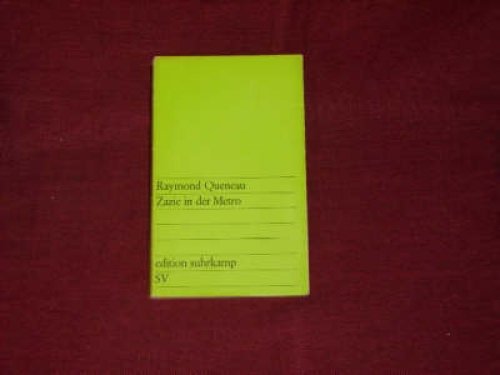 Raymond Queneau
Zazie in der Metro
edition suhrkamp
SV